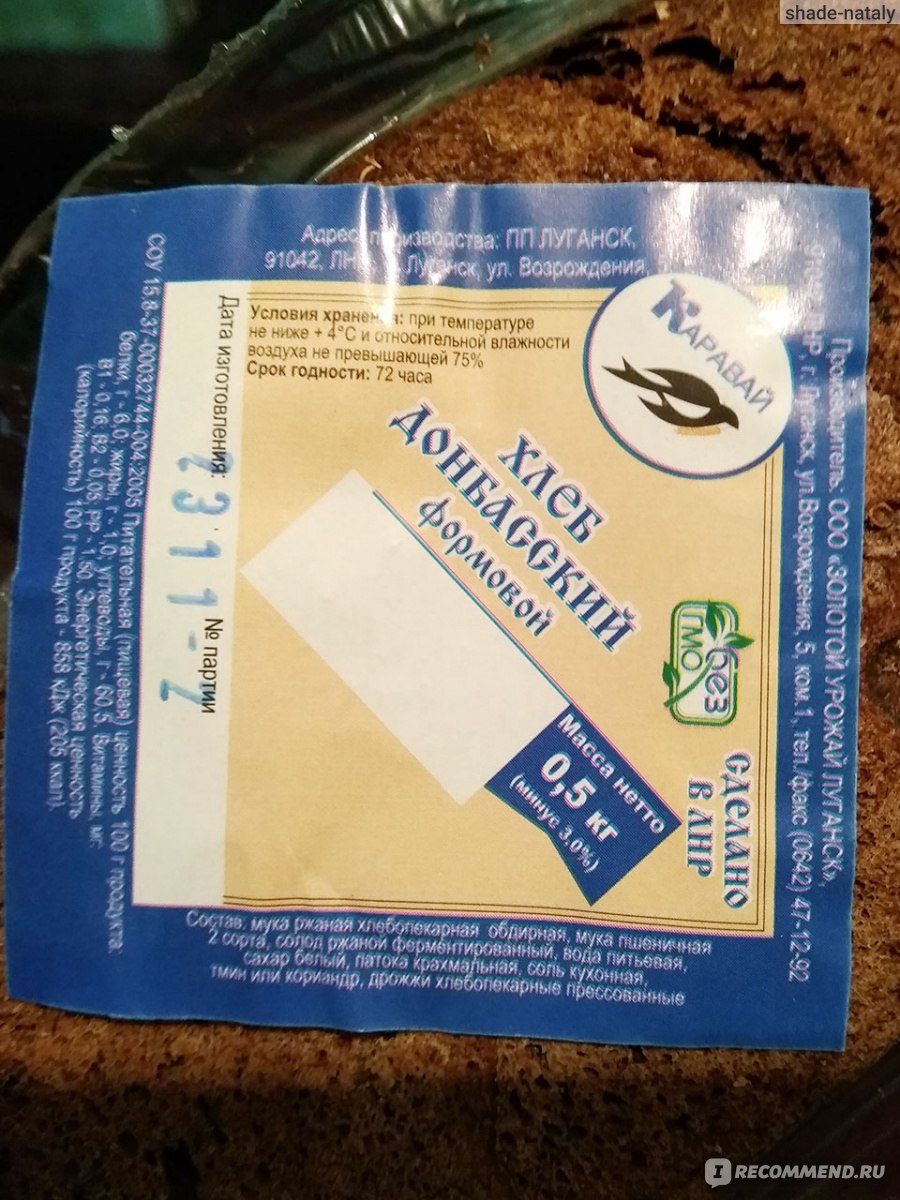 shade-nataly
Адрес производства: ПП ЛУГАНСК,
91042, Луганск, ул. Возрождения,
Производитель: ООО «ЗОЛОТОЙ УРОЖАЙ ЛУГАНСК»,
ЛНР, г. Луганск, ул. Возрождения, 5, ком.1, тел./факс (0642) 47-12-92
КАРАВАЙ
Условия хранения: при температуре
не ниже + 4°С и относительной влажности
воздуха не превышающей 75%
Срок годности: 72 часа
ХЛЕБ
ДОНБАССКИЙ
формовой
без
ГМО
Масса нетто
0,5 кг
(минус 3,0%)
СДЕЛАНО
В ЛНР
Дата изготовления:
№ партии
2311-2
СОУ 15.8-37-00032744-004:2005 Питательная (пищевая) ценность 100 г продукта:
белки, г - 6,0; жиры, г - 1,0; углеводы, г - 60,5. Витамины, мг:
В1 - 0,16, В2 - 0,08, РР - 1,50. Энергетическая ценность
(калорийность) 100 г продукта - 858 кДж (205 ккал).
Состав: мука ржаная хлебопекарная обдирная, мука пшеничная
2 сорта, солод ржаной ферментированный, вода питьевая,
сахар белый, патока крахмальная, соль кухонная,
тмин или кориандр, дрожжи хлебопекарные прессованные
IRECOMMEND.RU